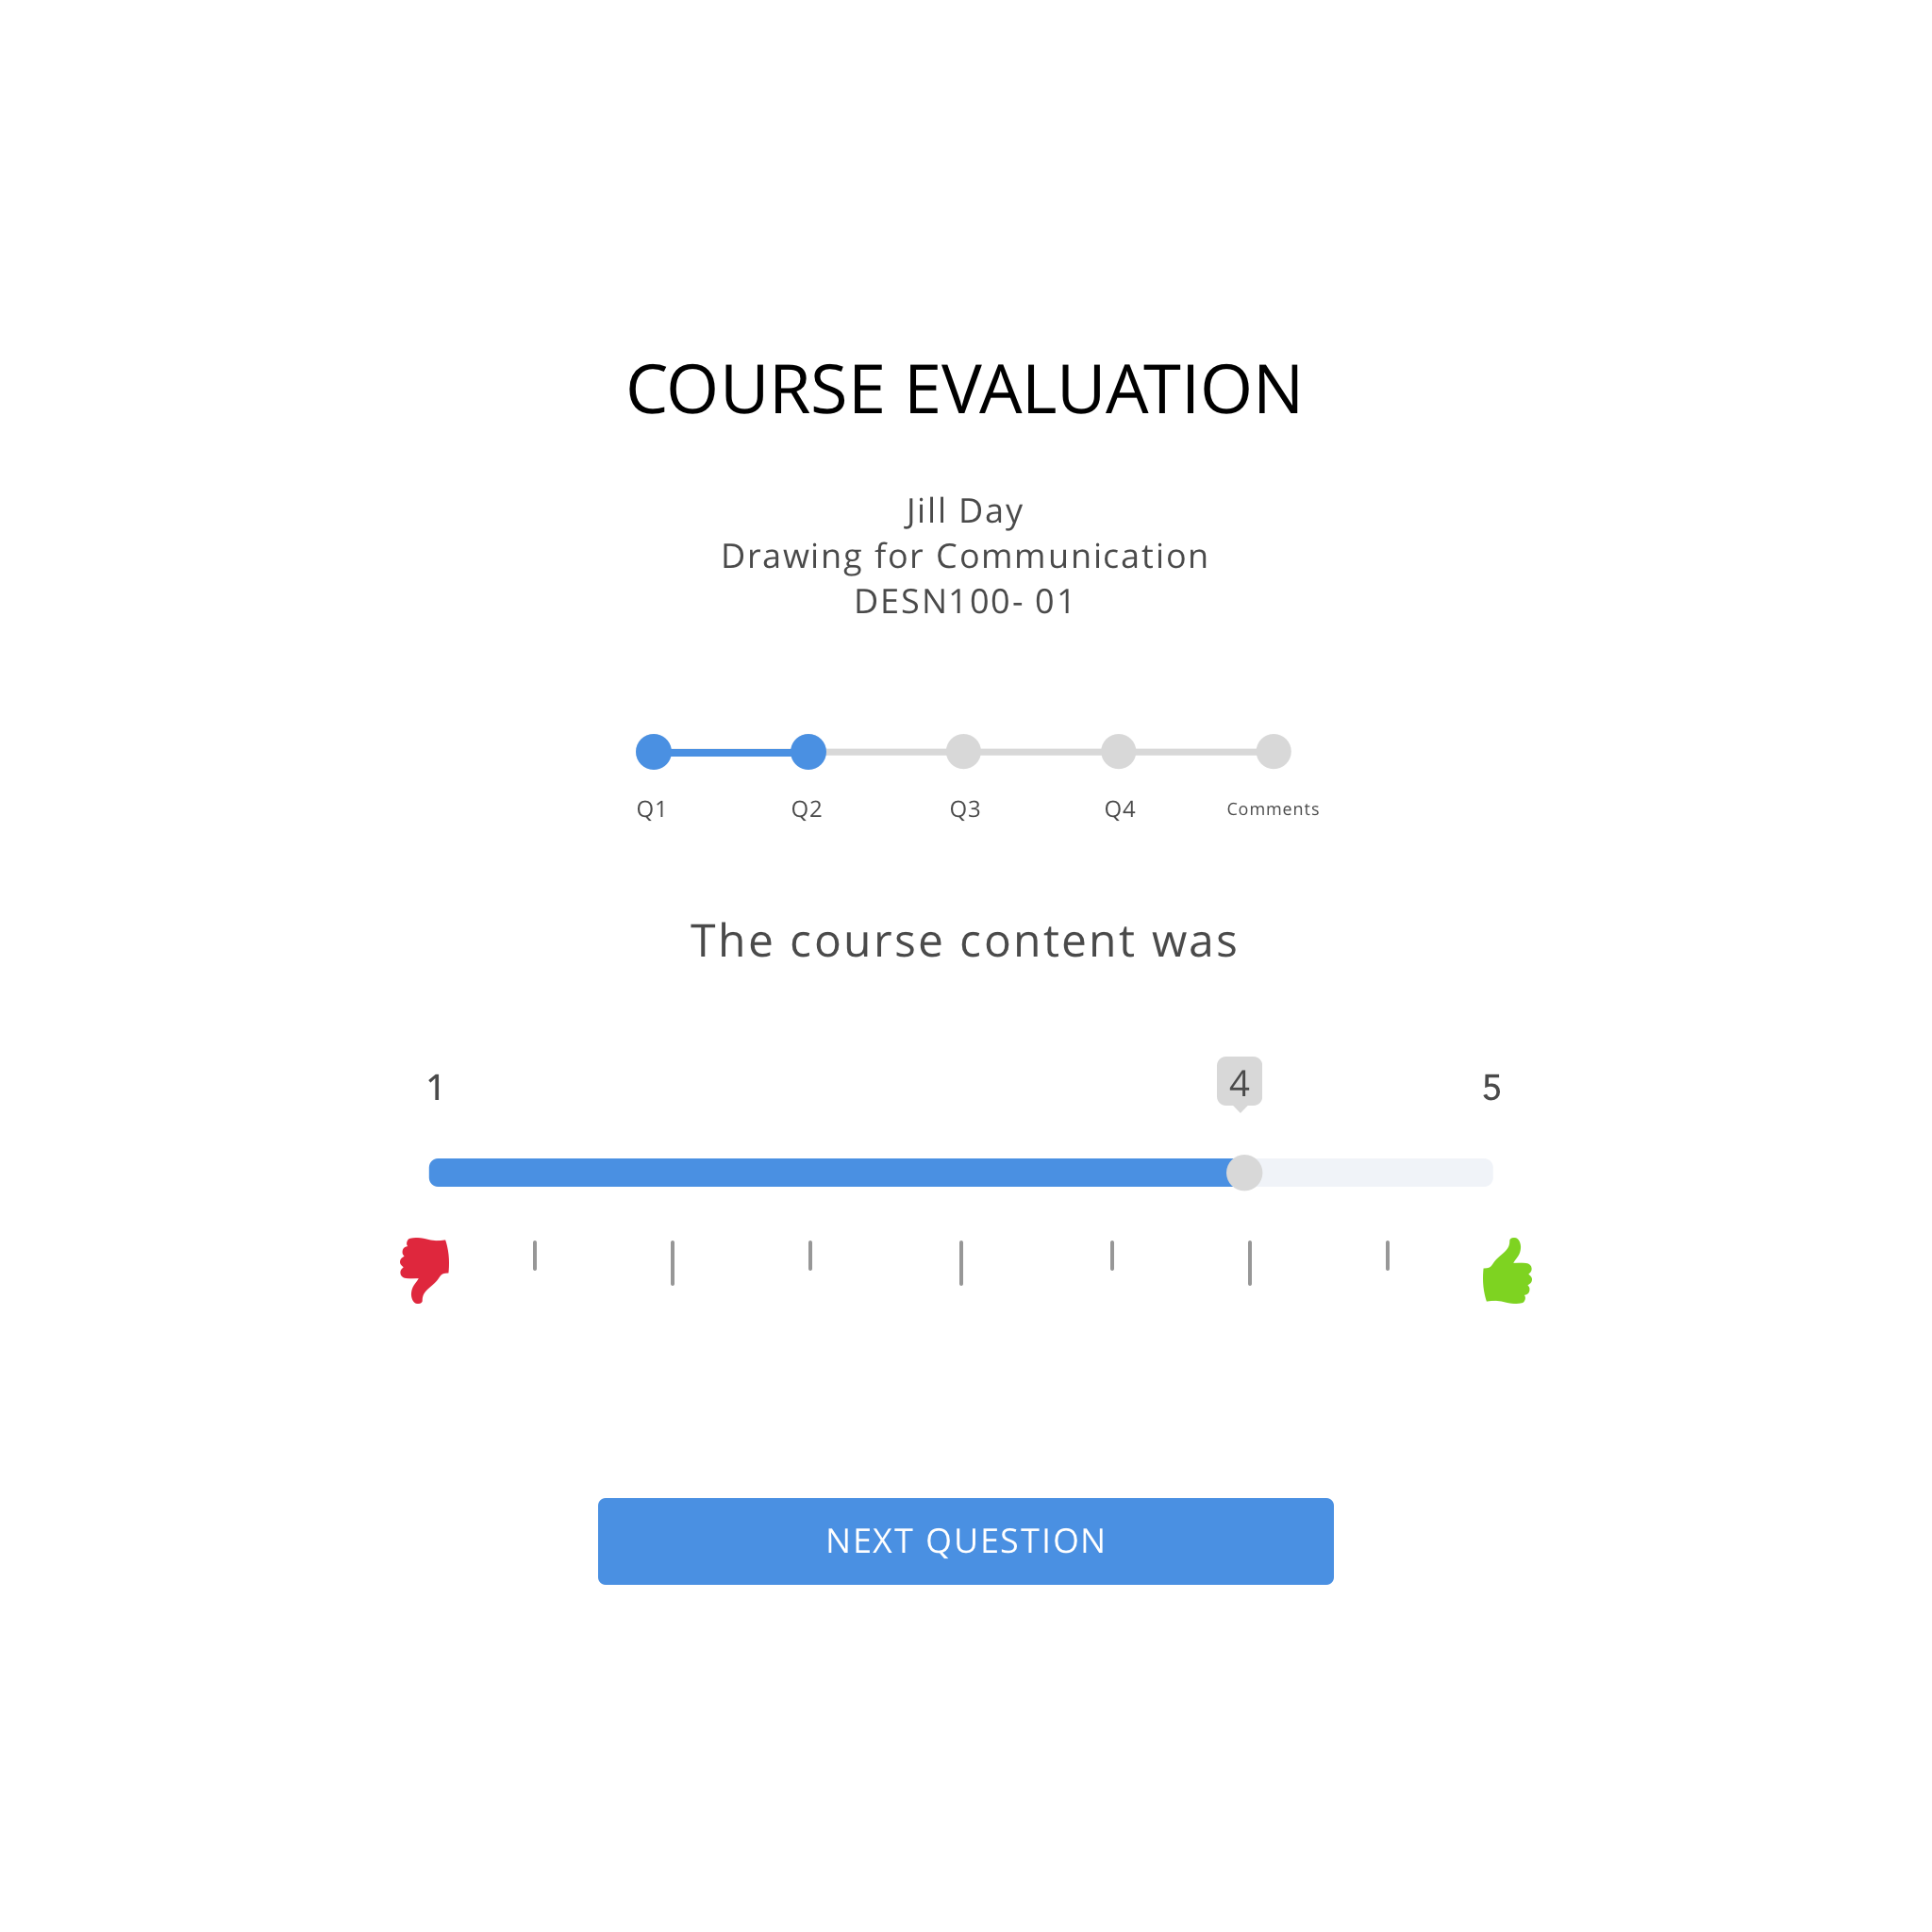 COURSE EVALUATION
Jill Day
Drawing for Communication
DESN100- 01
Q1 Q2 Q3 Q4 Comments
The course content was
1 4 5
NEXT QUESTION